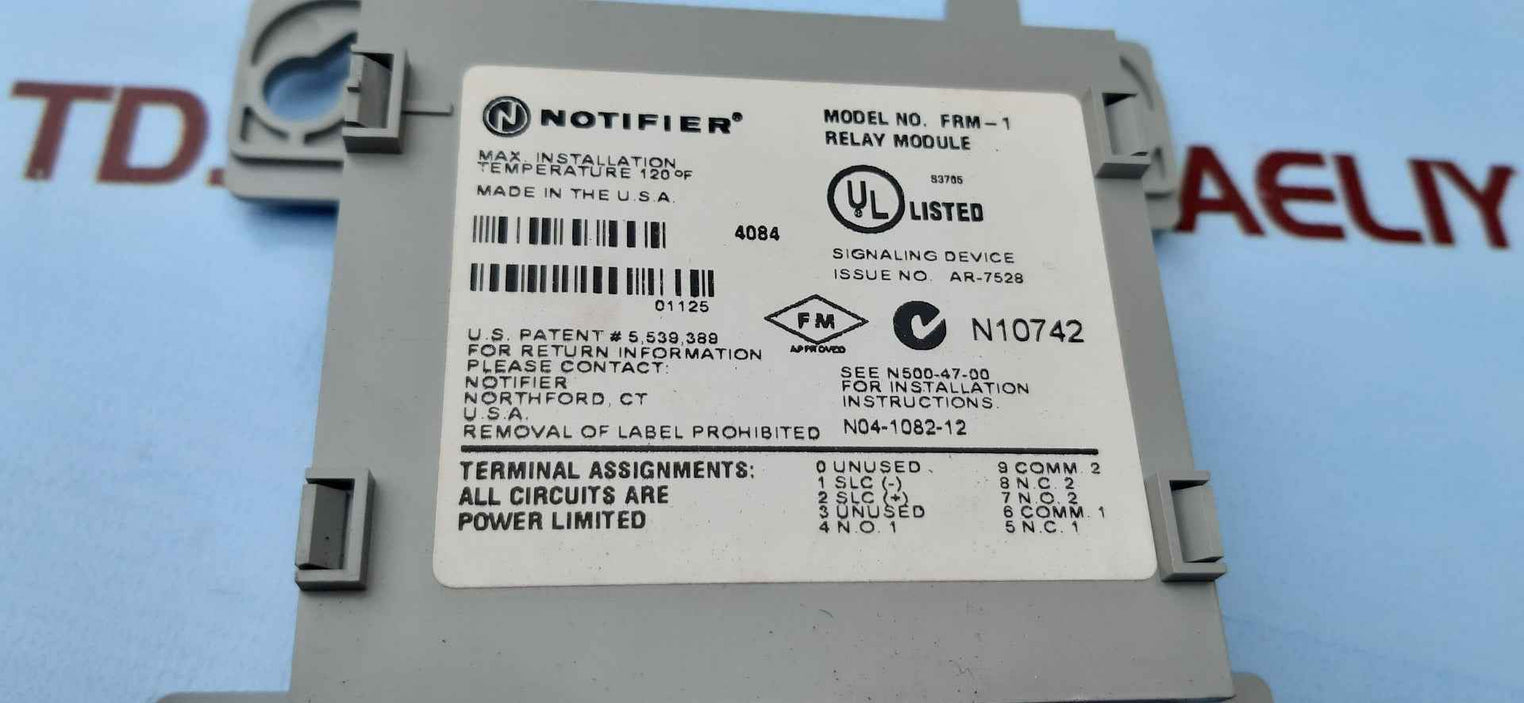 TD.
AELIY
NOTIFIER®
MAX. INSTALLATION
TEMPERATURE 120°F
MADE IN THE U.S.A.
4084
01125
U.S. PATENT # 5,539,389
FOR RETURN INFORMATION
PLEASE CONTACT:
NOTIFIER
NORTHFORD, CT
U.S.A.
REMOVAL OF LABEL PROHIBITED
MODEL NO. FRM-1
RELAY MODULE
UL LISTED
S3705
SIGNALING DEVICE
ISSUE NO. AR-7528
FM
APPROVED
N10742
SEE N500-47-00
FOR INSTALLATION
INSTRUCTIONS.
N04-1082-12
TERMINAL ASSIGNMENTS:
ALL CIRCUITS ARE
POWER LIMITED
0 UNUSED
1 SLC (-)
2 SLC (+)
3 UNUSED
4 N.O. 1
9 COMM. 2
8 N.C. 2
7 N.O. 2
6 COMM. 1
5 N.C. 1